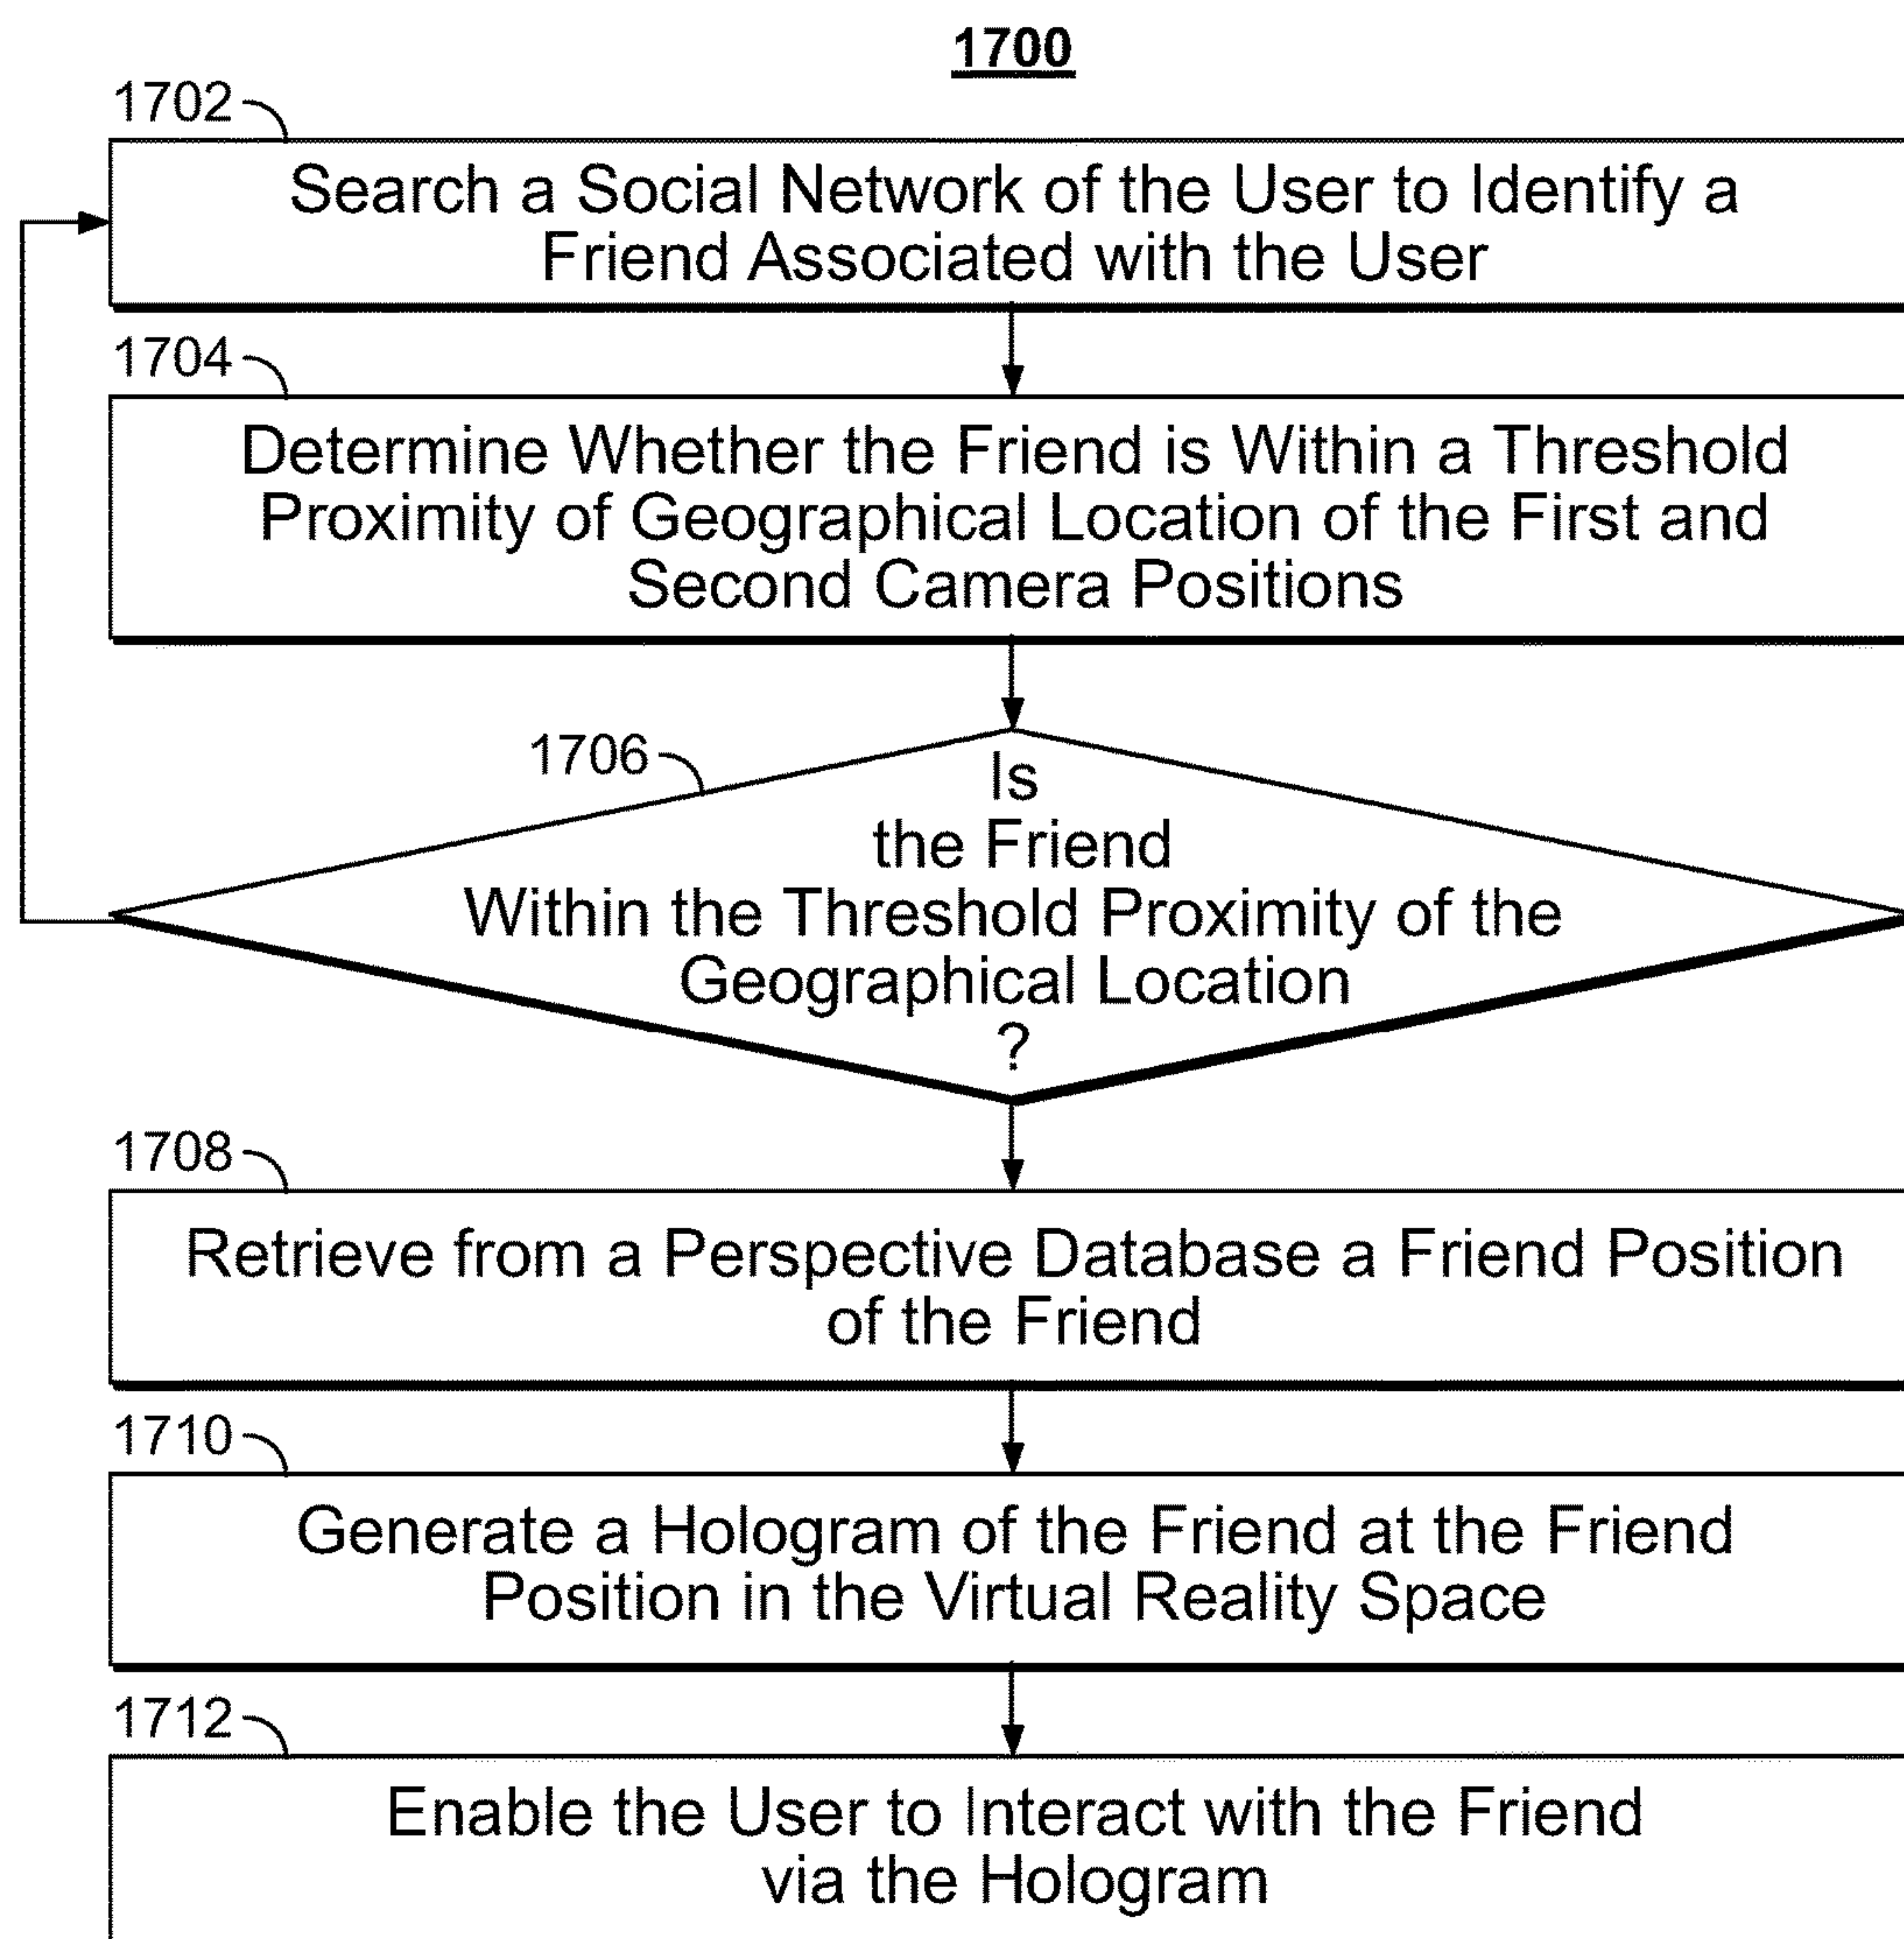 1700
1702
Search a Social Network of the User to Identify a
Friend Associated with the User
1704
Determine Whether the Friend is Within a Threshold
Proximity of Geographical Location of the First and
Second Camera Positions
1706
Is
the Friend
Within the Threshold Proximity of the
Geographical Location
?
1708
Retrieve from a Perspective Database a Friend Position
of the Friend
1710
Generate a Hologram of the Friend at the Friend
Position in the Virtual Reality Space
1712
Enable the User to Interact with the Friend
via the Hologram